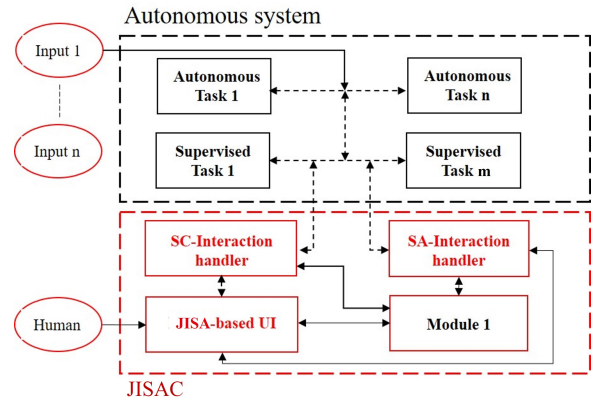 Autonomous system
Input 1
Autonomous
Task 1
Autonomous
Task n
Input n
Supervised
Task 1
Supervised
Task m
SC-Interaction
handler
SA-Interaction
handler
Human
JISA-based UI
Module 1
JISAC